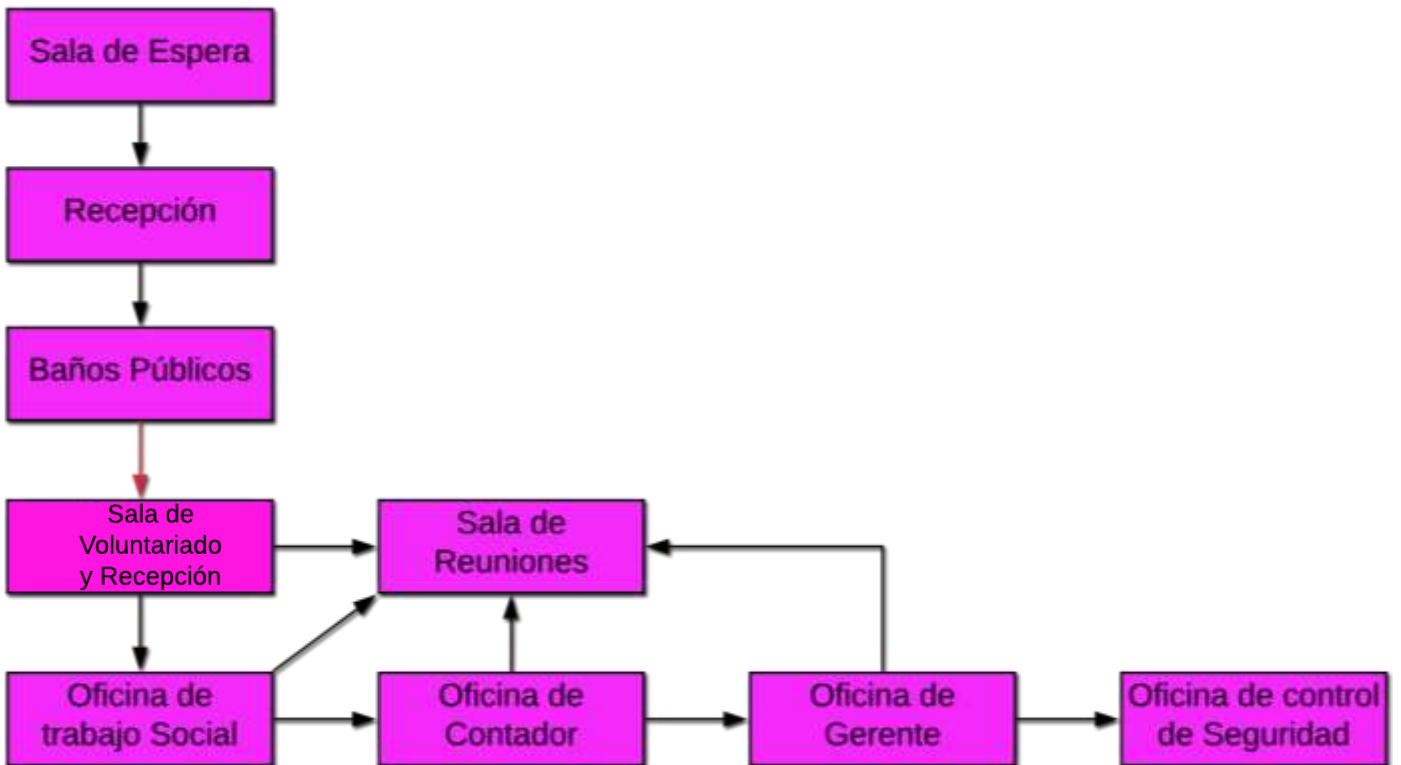 Sala de Espera
Recepción
Baños Públicos
Sala de
Voluntariado
y Recepción
Sala de
Reuniones
Oficina de
trabajo Social
Oficina de
Contador
Oficina de
Gerente
Oficina de control
de Seguridad